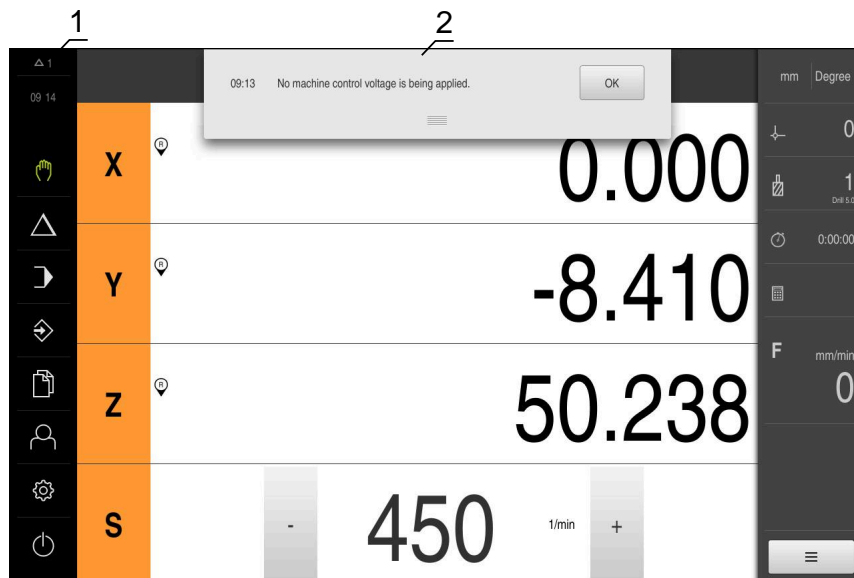 1
2
△ 1
09 14
09:13 No machine control voltage is being applied. OK
mm Degree
X R 0.000
0
1
Drill 5.0
0:00:00
Y R -8.410
F mm/min
0
Z R 50.238
S - 450 1/min +